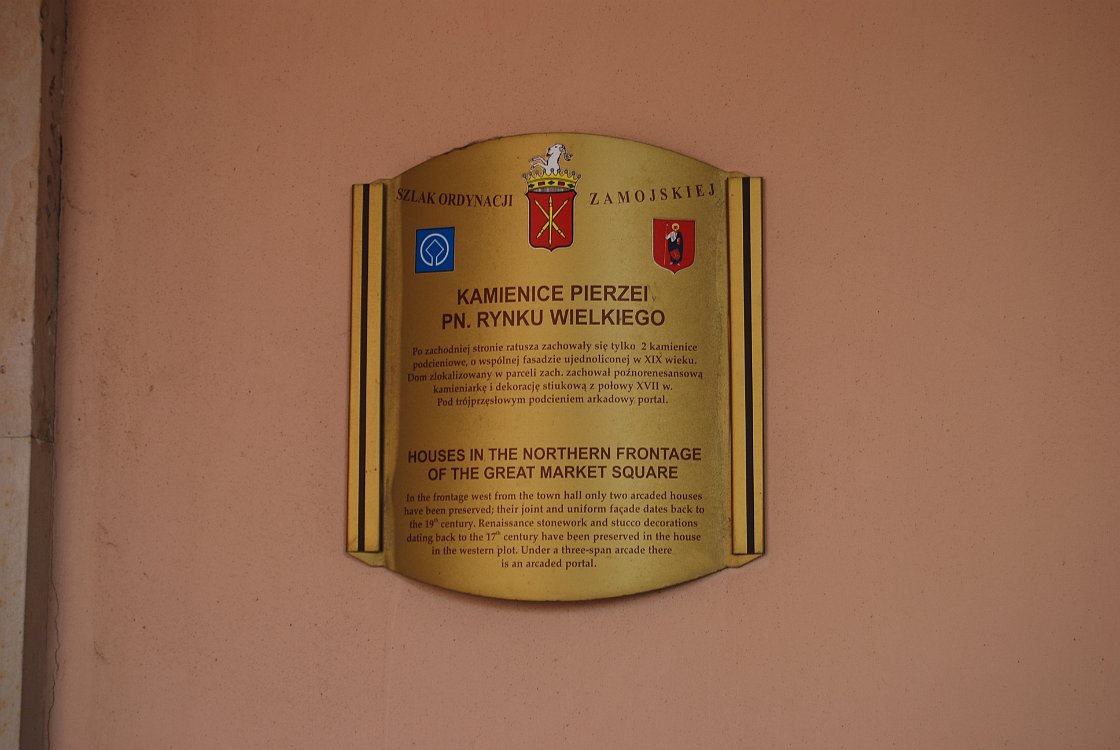 SZLAK ORDYNACJI ZAMOJSKIEJ
KAMIENICE PIERZEI
PN. RYNKU WIELKIEGO
Po zachodniej stronie ratusza zachowały się tylko 2 kamienice
podcieniowe, o wspólnej fasadzie ujednoliconej w XIX wieku.
Dom zlokalizowany w parceli zach. zachował poźnorenesansową
kamieniarkę i dekorację stiukową z połowy XVII w.
Pod trójprzęsłowym podcieniem arkadowy portal.
HOUSES IN THE NORTHERN FRONTAGE
OF THE GREAT MARKET SQUARE
In the frontage west from the town hall only two arcaded houses
have been preserved; their joint and uniform façade dates back to
the 19th century. Renaissance stonework and stucco decorations
dating back to the 17th century have been preserved in the house
in the western plot. Under a three-span arcade there
is an arcaded portal.